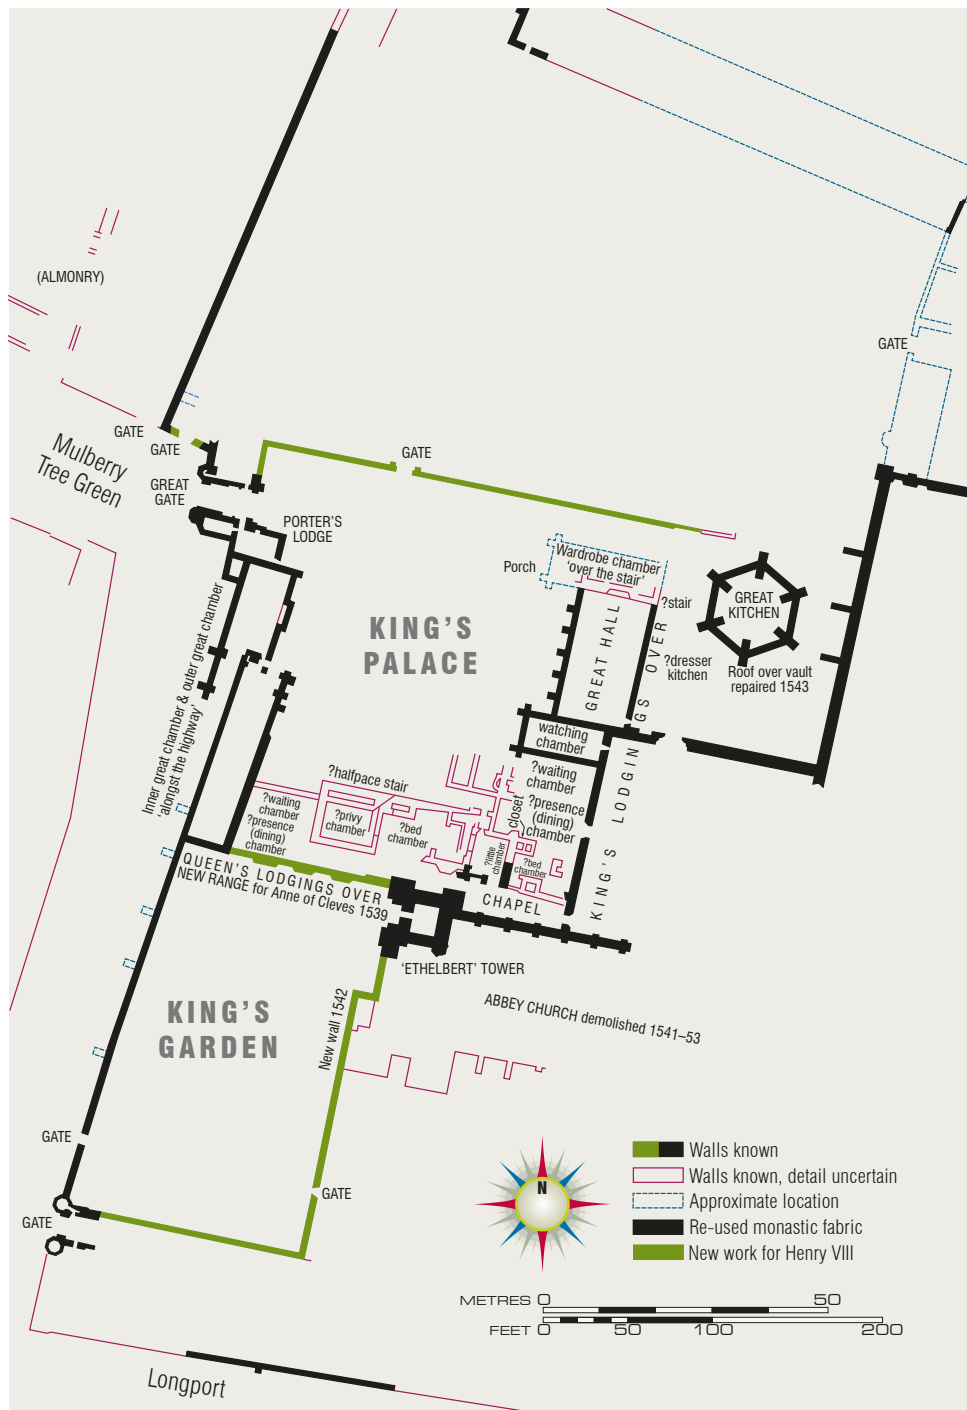 (ALMONRY)
GATE
GATE
GATE
Mulberry
Tree Green
GATE
GREAT
GATE
PORTER'S
LODGE
Porch
Wardrobe chamber
'over the stair'
?stair
GREAT
KITCHEN
KING'S
PALACE
GREAT HALL
?dresser
kitchen
Roof over vault
repaired 1543
Inner great chamber & outer great chamber
'alongst the highway'
watching
chamber
?waiting
chamber
?halfpace stair
?waiting
chamber
?presence
(dining)
chamber
?privy
chamber
?bed
chamber
closet
?presence
(dining)
chamber
?little
chamber
?bed
chamber
KING'S LODGINGS OVER
QUEEN'S LODGINGS OVER
NEW RANGE for Anne of Cleves 1539
CHAPEL
'ETHELBERT' TOWER
ABBEY CHURCH demolished 1541–53
KING'S
GARDEN
New wall 1542
GATE
GATE
GATE
N
Walls known
Walls known, detail uncertain
Approximate location
Re-used monastic fabric
New work for Henry VIII
METRES 0 50
FEET 0 50 100 200
Longport